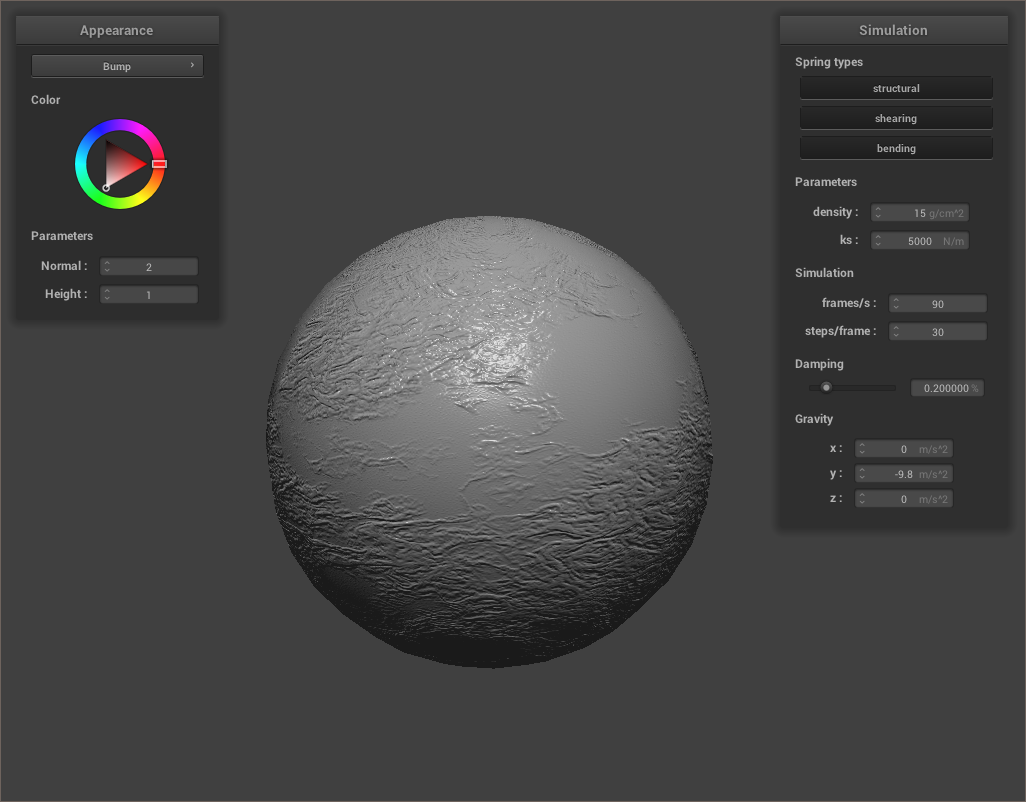 Appearance
Bump ›
Color
Parameters
Normal : 2
Height : 1
Simulation
Spring types
structural
shearing
bending
Parameters
density : 15 g/cm^2
ks : 5000 N/m
Simulation
frames/s : 90
steps/frame : 30
Damping
0.200000 %
Gravity
x : 0 m/s^2
y : -9.8 m/s^2
z : 0 m/s^2